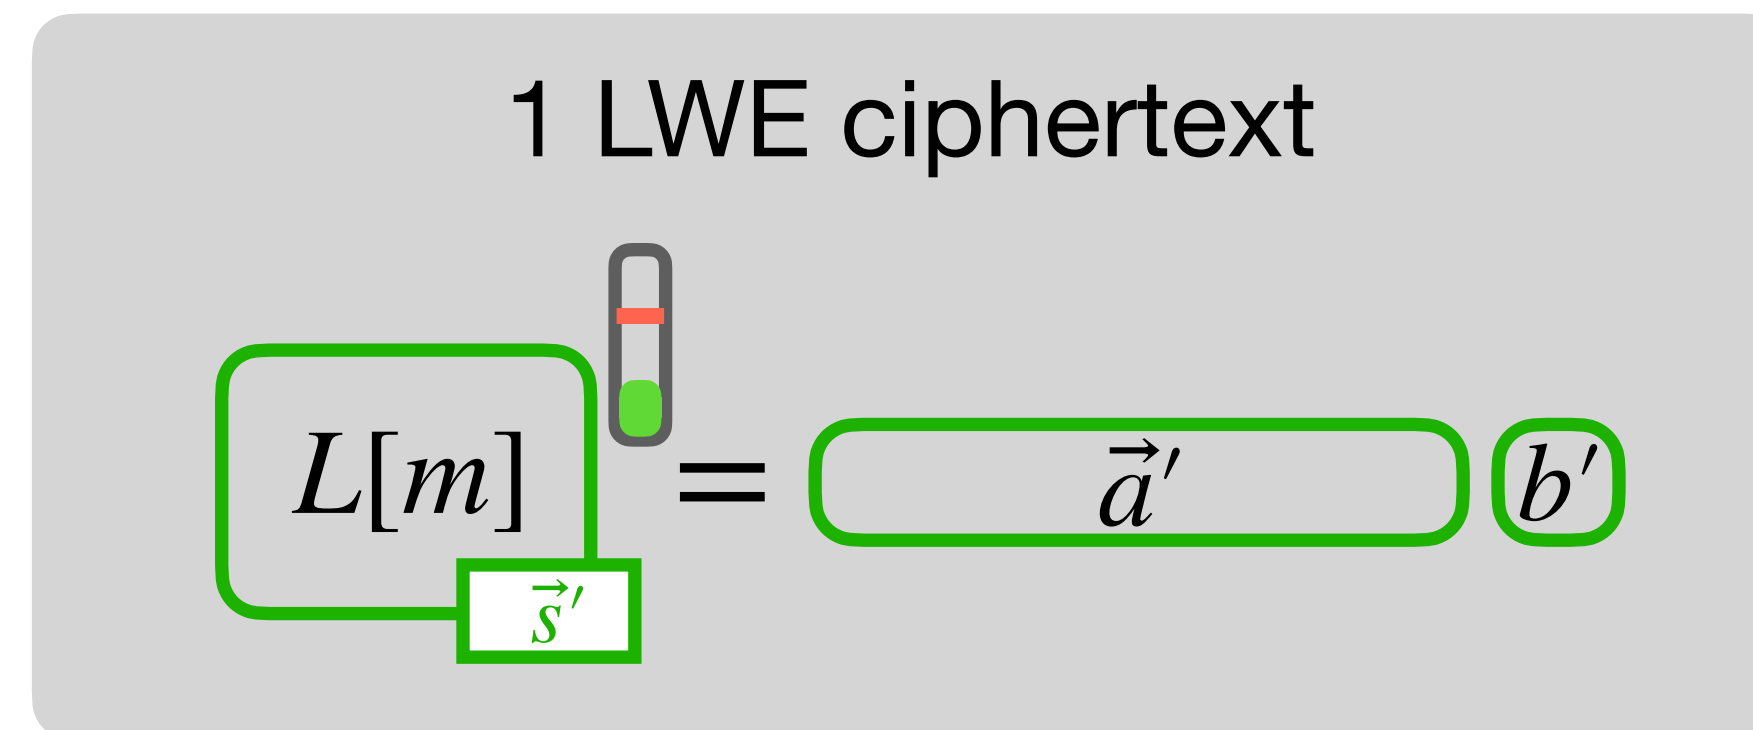 1 LWE ciphertext
L[m] = a⃗′ b′
s⃗′